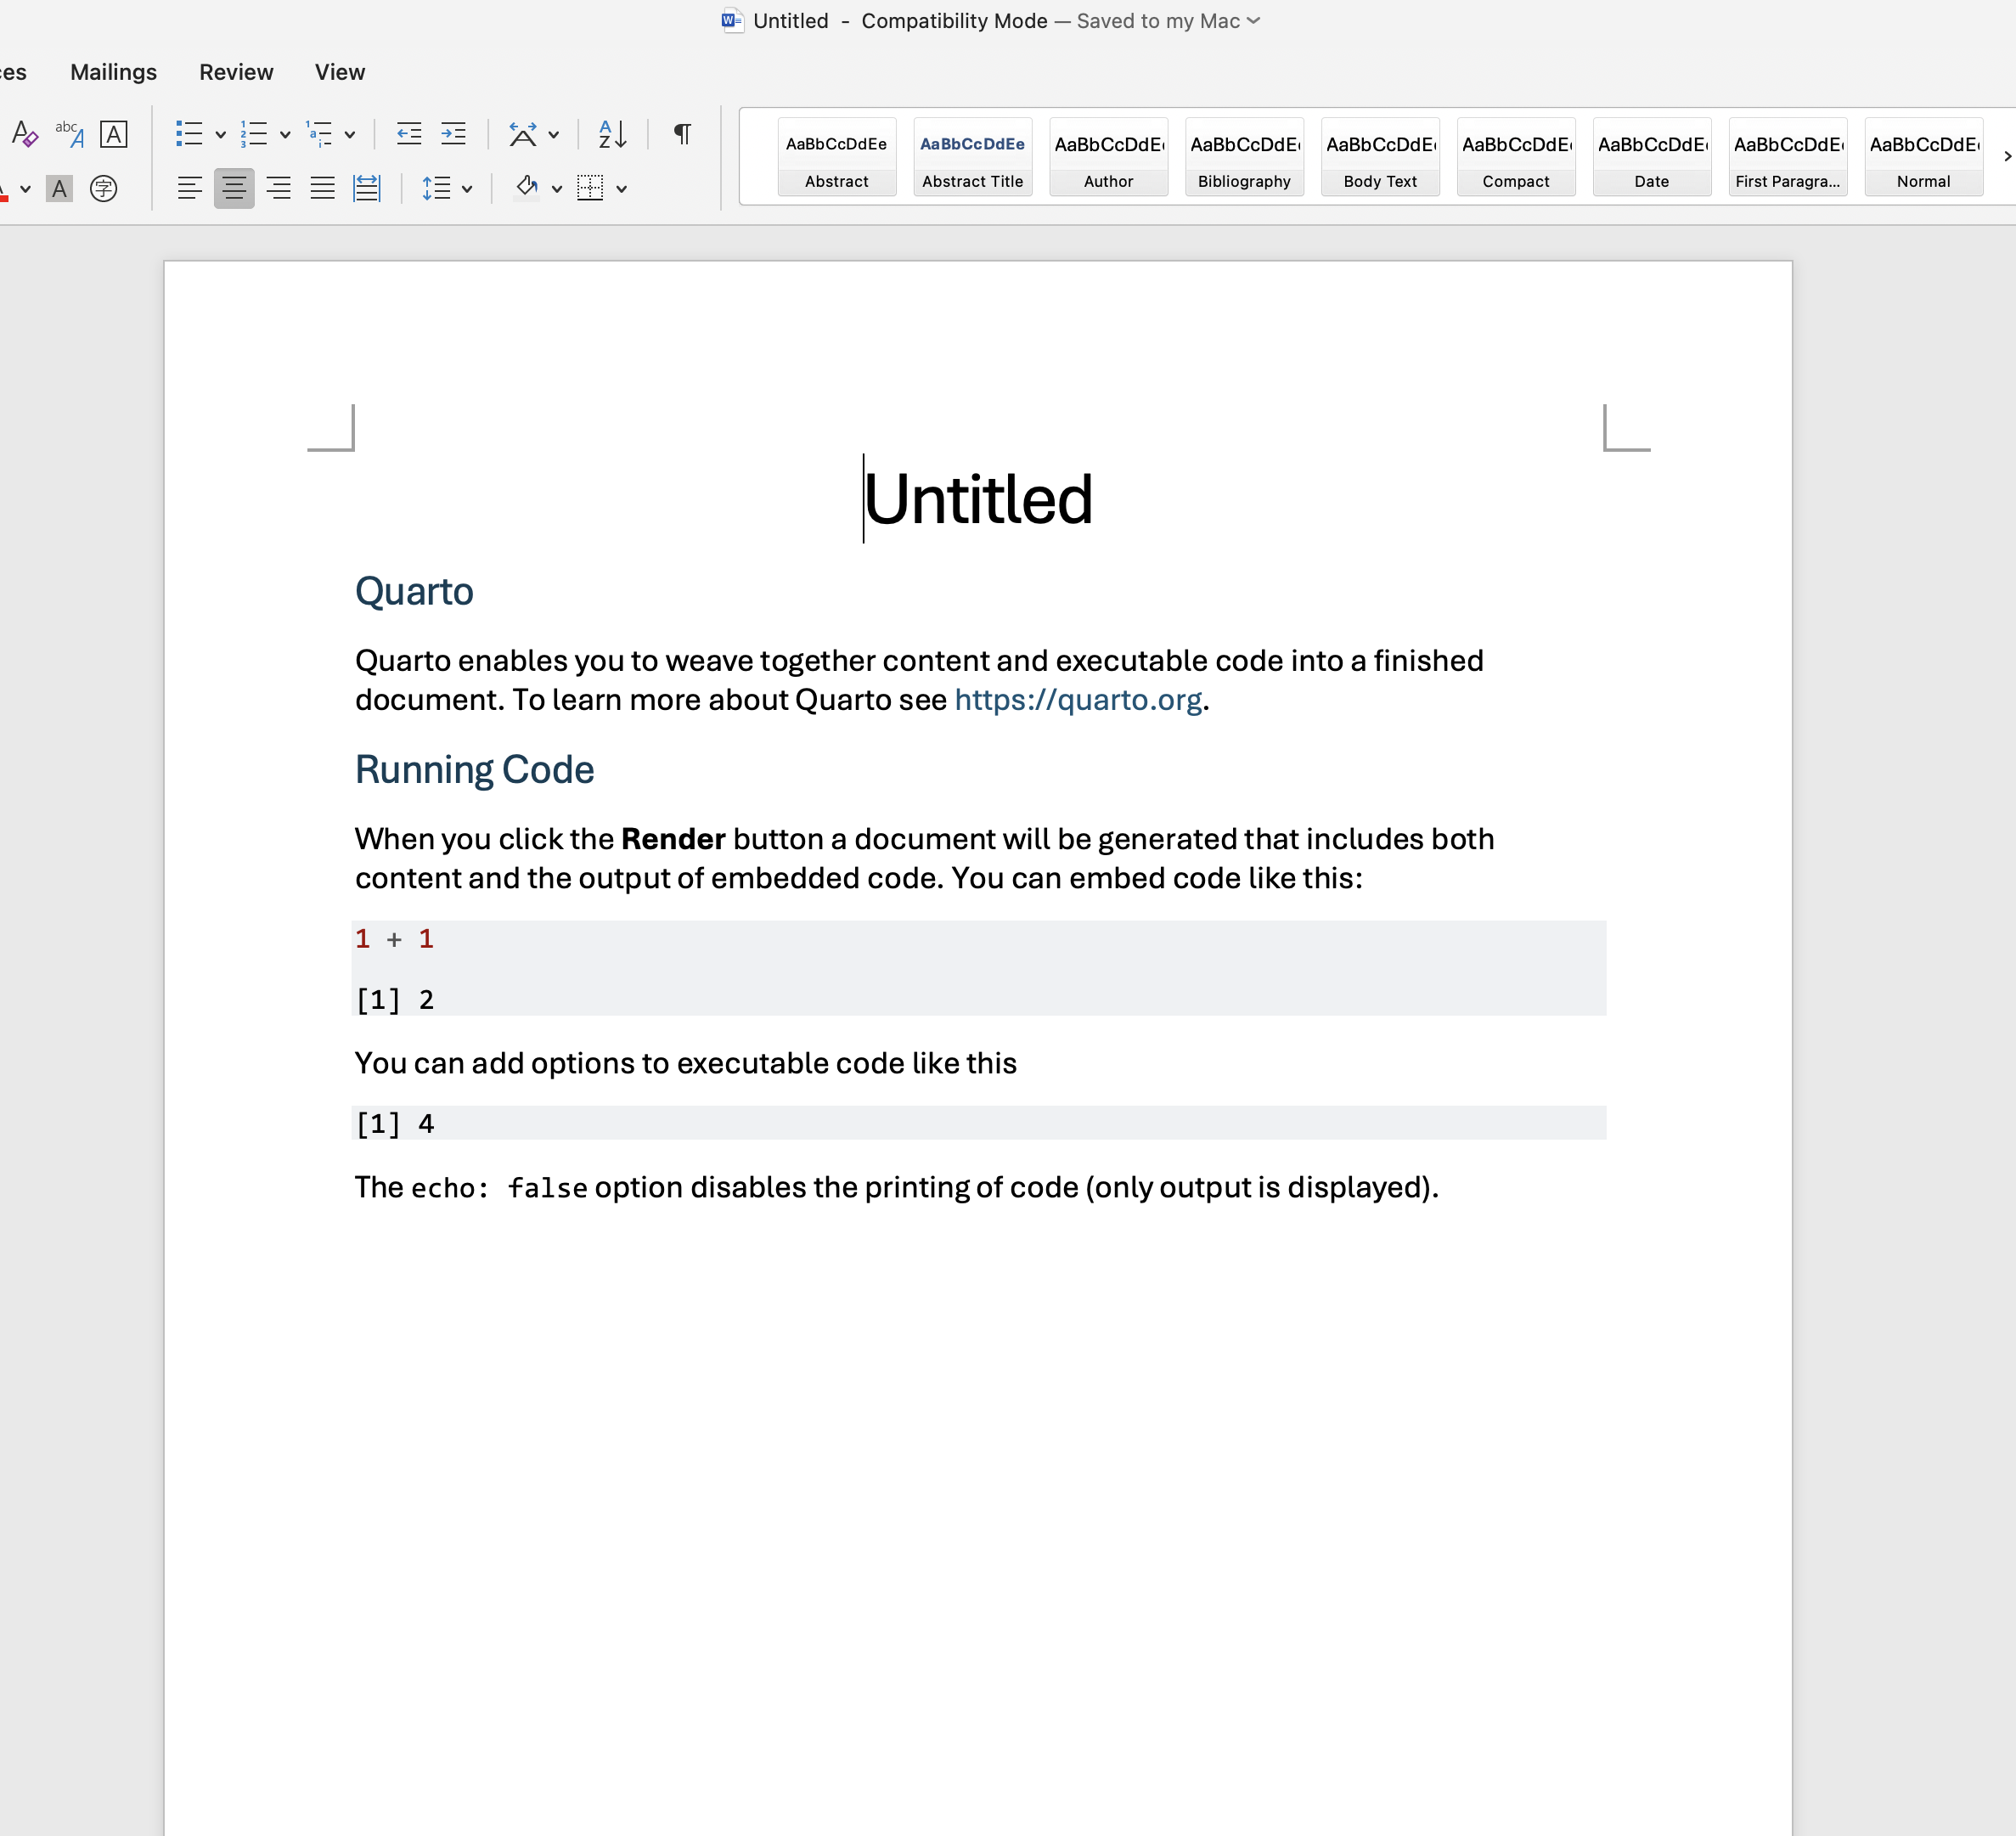 Untitled - Compatibility Mode — Saved to my Mac
es Mailings Review View
AaBbCcDdEe AaBbCcDdEe AaBbCcDdE AaBbCcDdE AaBbCcDdE AaBbCcDdE AaBbCcDdE AaBbCcDdE AaBbCcDdE
Abstract Abstract Title Author Bibliography Body Text Compact Date First Paragra... Normal
Untitled
Quarto
Quarto enables you to weave together content and executable code into a finished
document. To learn more about Quarto see https://quarto.org.
Running Code
When you click the Render button a document will be generated that includes both
content and the output of embedded code. You can embed code like this:
1 + 1
[1] 2
You can add options to executable code like this
[1] 4
The echo: false option disables the printing of code (only output is displayed).